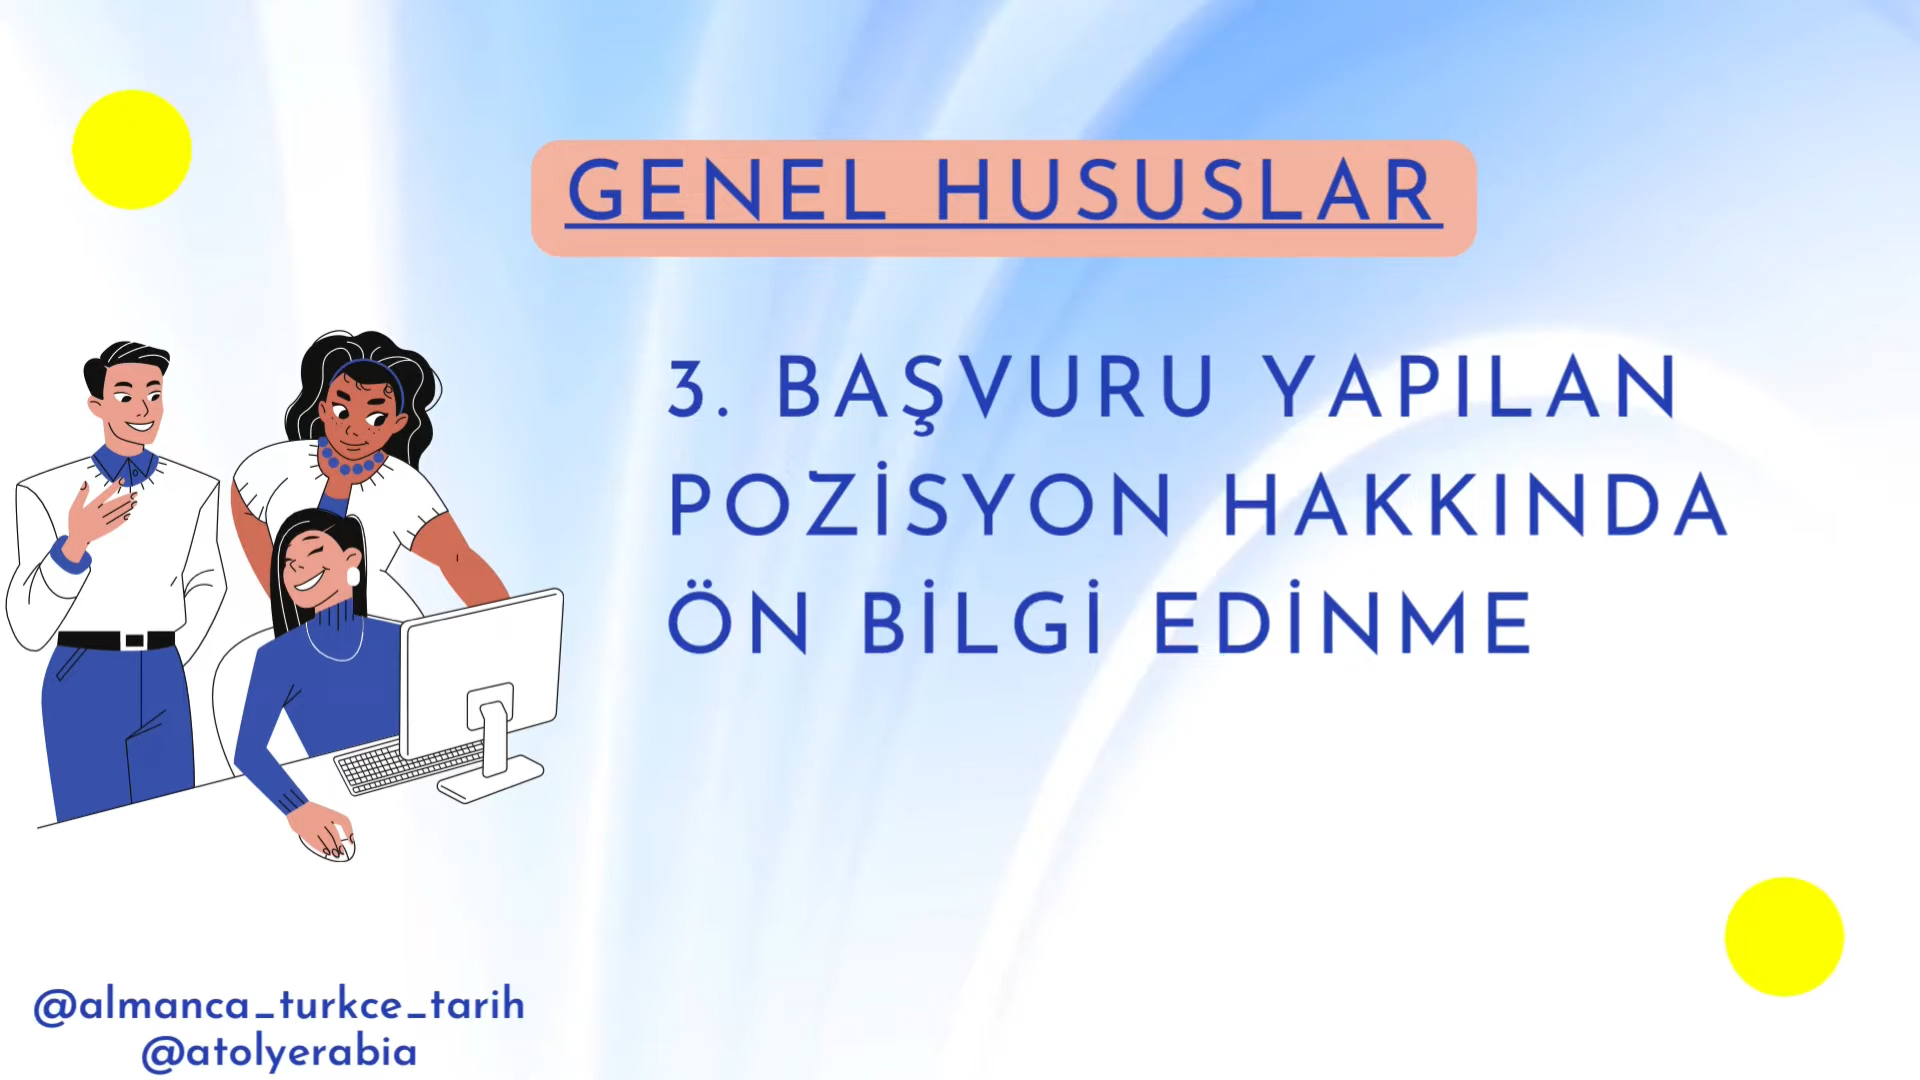 GENEL HUSUSLAR
3. BAŞVURU YAPILAN
POZİSYON HAKKINDA
ÖN BİLGİ EDİNME
@almanca_turkce_tarih
@atolyerabia